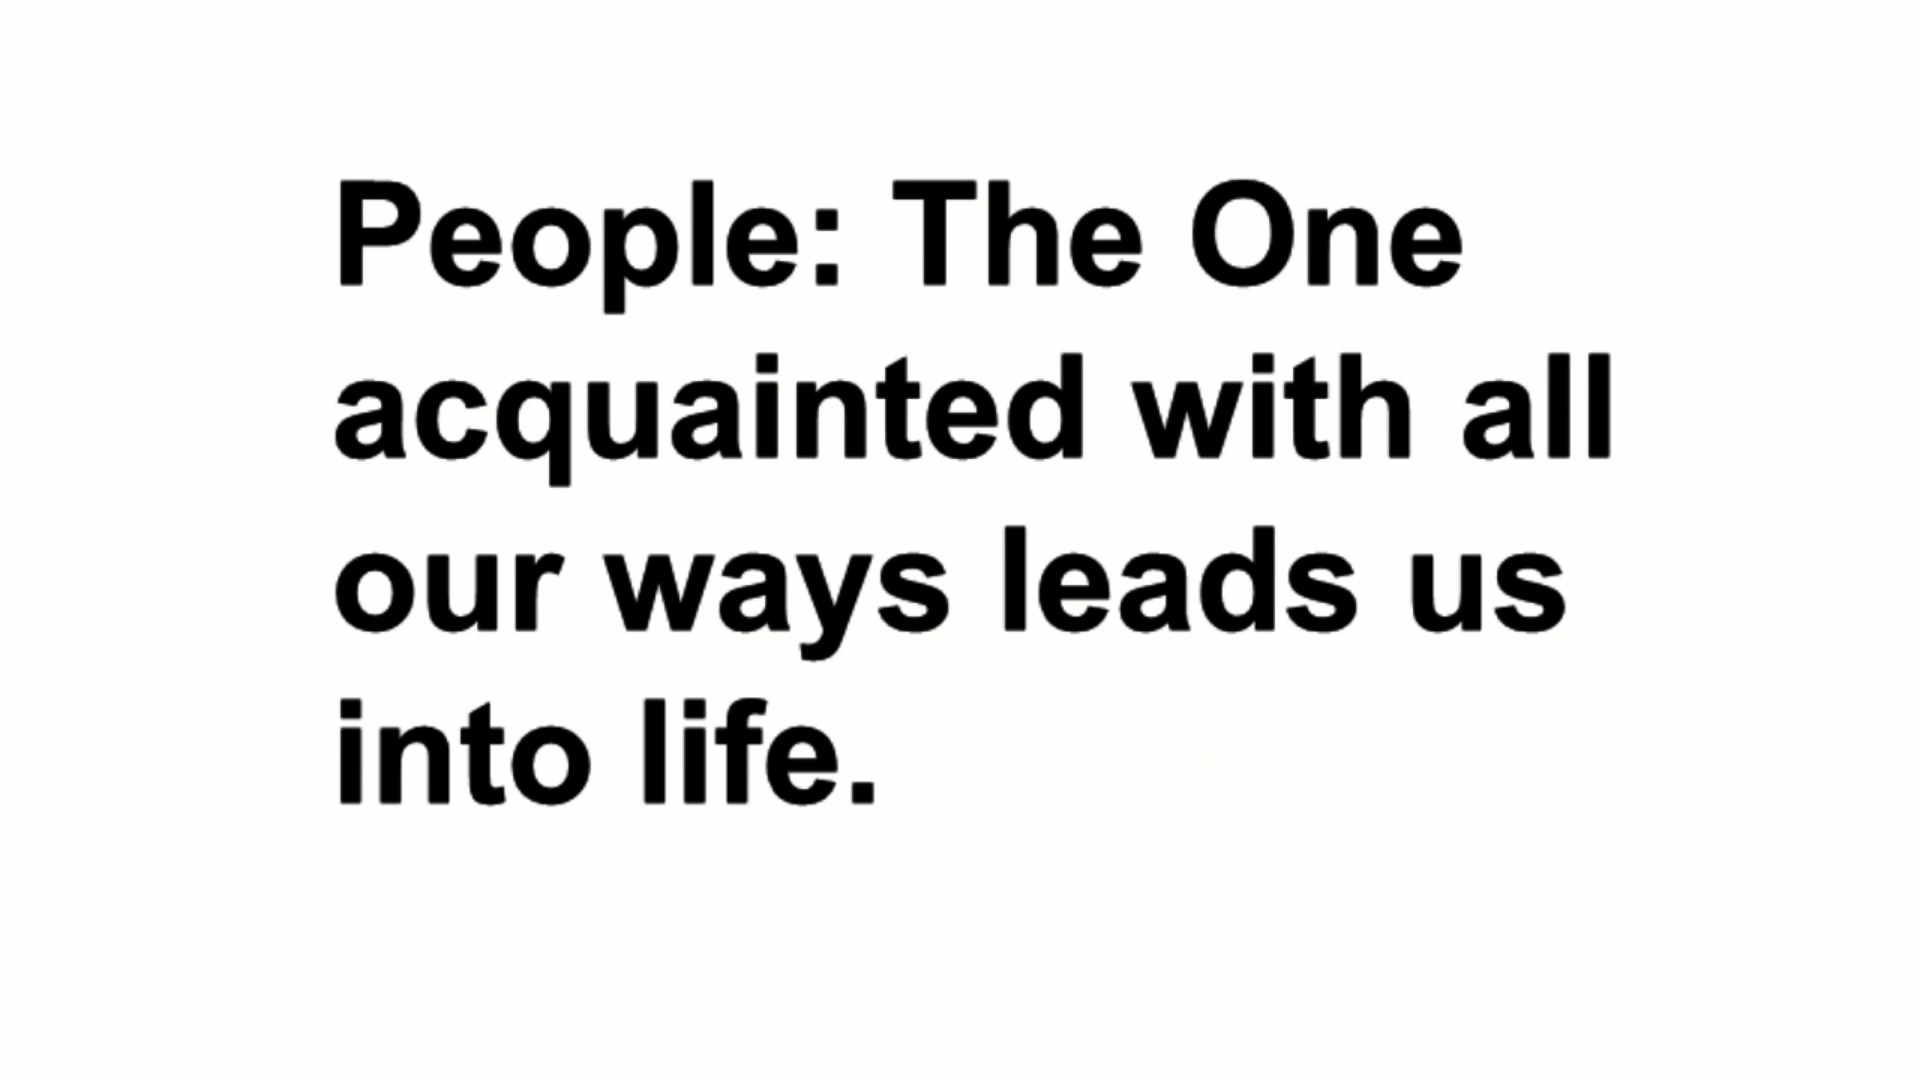 People: The One
acquainted with all
our ways leads us
into life.